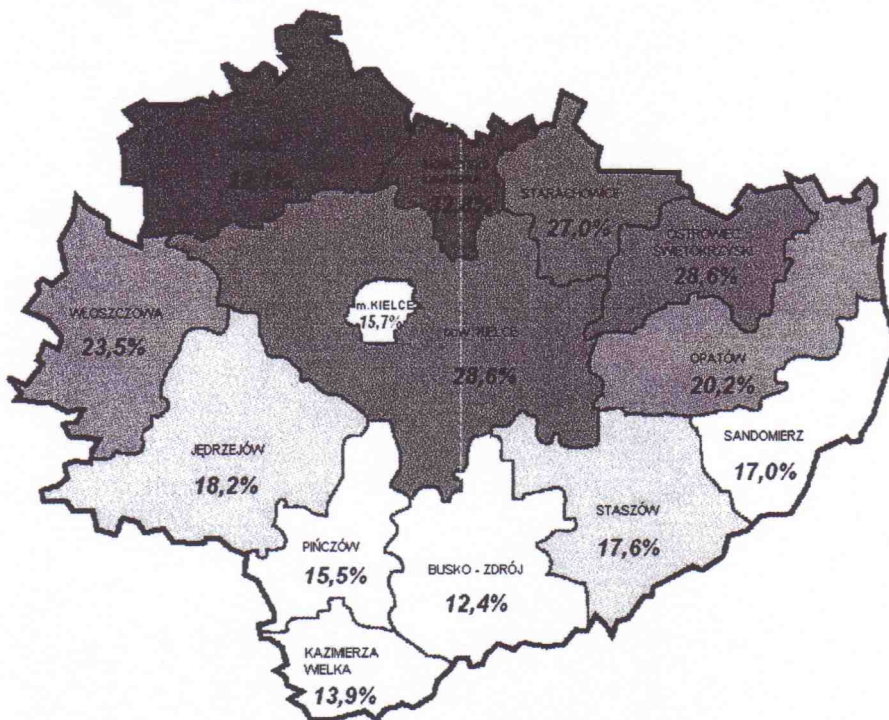 STARACHOWICE
27,0%
OSTROWIEC
ŚWIĘTOKRZYSKI
28,6%
m.KIELCE
15,7%
WŁOSZCZOWA
23,5%
pow. KIELCE
28,6%
OPATÓW
20,2%
SANDOMIERZ
17,0%
JĘDRZEJÓW
18,2%
STASZÓW
17,6%
PIŃCZÓW
15,5%
BUSKO - ZDRÓJ
12,4%
KAZIMIERZA
WIELKA
13,9%